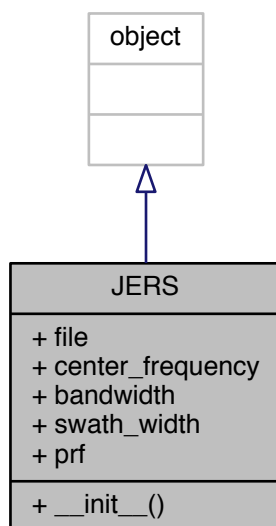 object
JERS
+ file
+ center_frequency
+ bandwidth
+ swath_width
+ prf
+ __init__()